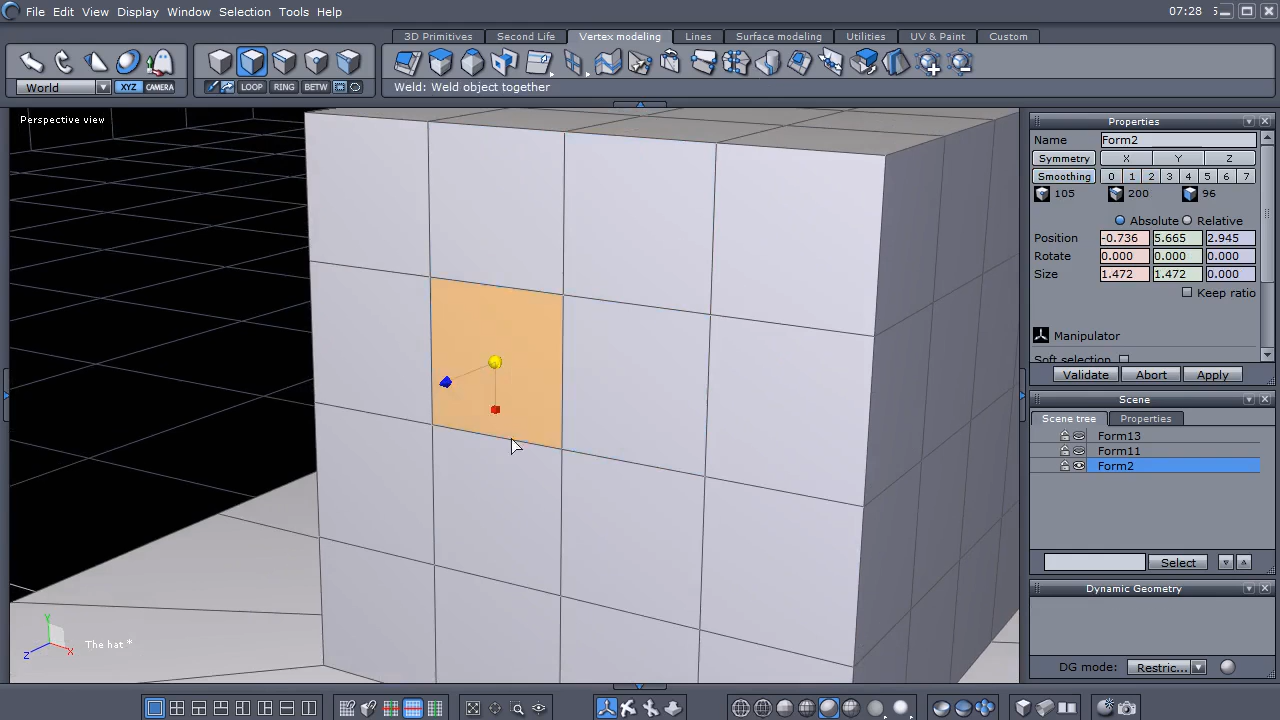 File Edit View Display Window Selection Tools Help 07:28
3D Primitives Second Life Vertex modeling Lines Surface modeling Utilities UV & Paint Custom
World XYZ CAMERA LOOP RING BETW
Weld: Weld object together
Perspective view
Properties
Name Form2
Symmetry X Y Z
Smoothing 0 1 2 3 4 5 6 7
105 200 96
Absolute Relative
Position -0.736 5.665 2.945
Rotate 0.000 0.000 0.000
Size 1.472 1.472 0.000
Keep ratio
Manipulator
Soft selection
Validate Abort Apply
Scene
Scene tree Properties
Form13
Form11
Form2
Select
Dynamic Geometry
DG mode: Restric...
Y
Z X
The hat *